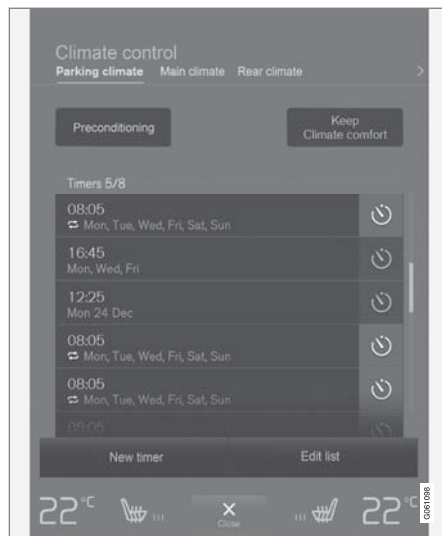 Climate control
Parking climate Main climate Rear climate
Preconditioning
Keep
Climate comfort
Timers 5/8
08:05
Mon, Tue, Wed, Fri, Sat, Sun
16:45
Mon, Wed, Fri
12:25
Mon 24 Dec
08:05
Mon, Tue, Wed, Fri, Sat, Sun
08:05
Mon, Tue, Wed, Fri, Sat, Sun
08:05
New timer Edit list
22°C 22°C
Close
G061098